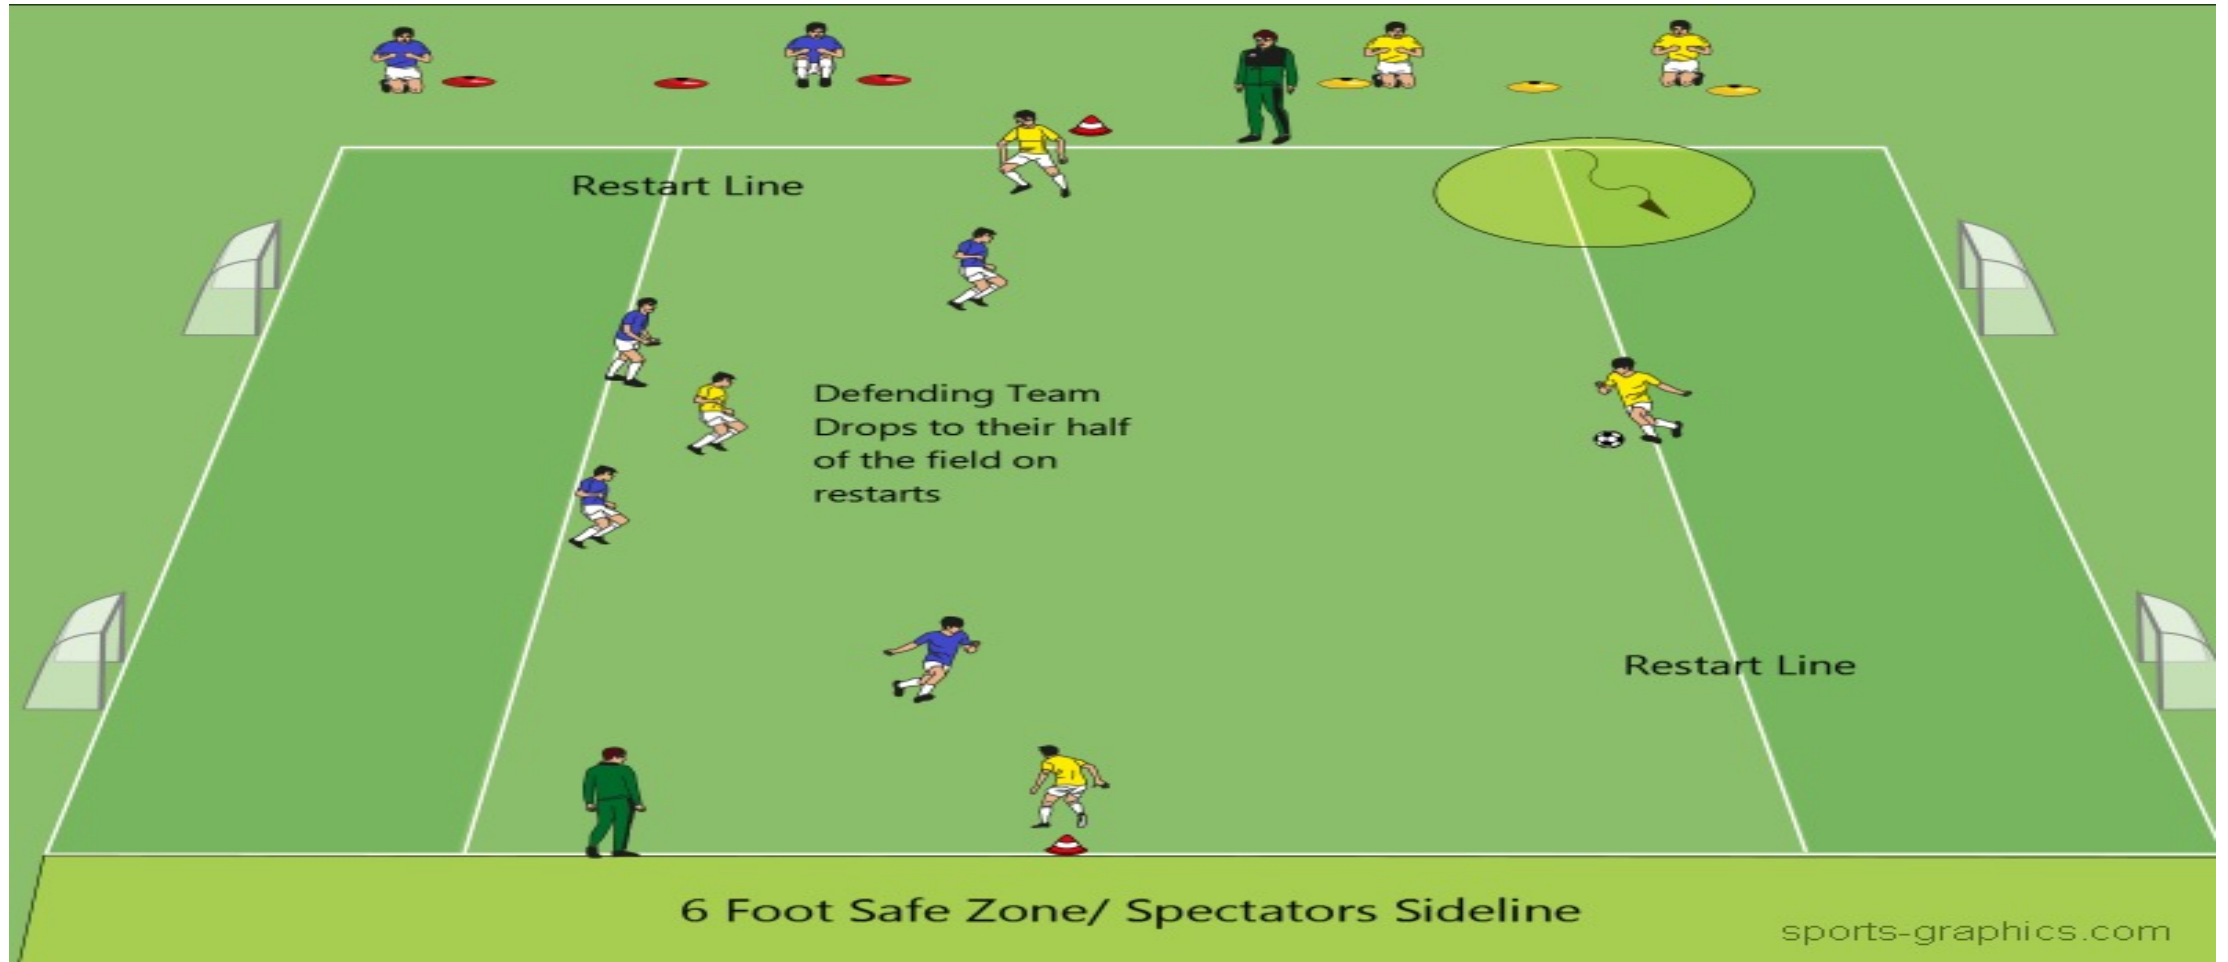 Restart Line
Defending Team
Drops to their half
of the field on
restarts
Restart Line
6 Foot Safe Zone/ Spectators Sideline
sports-graphics.com